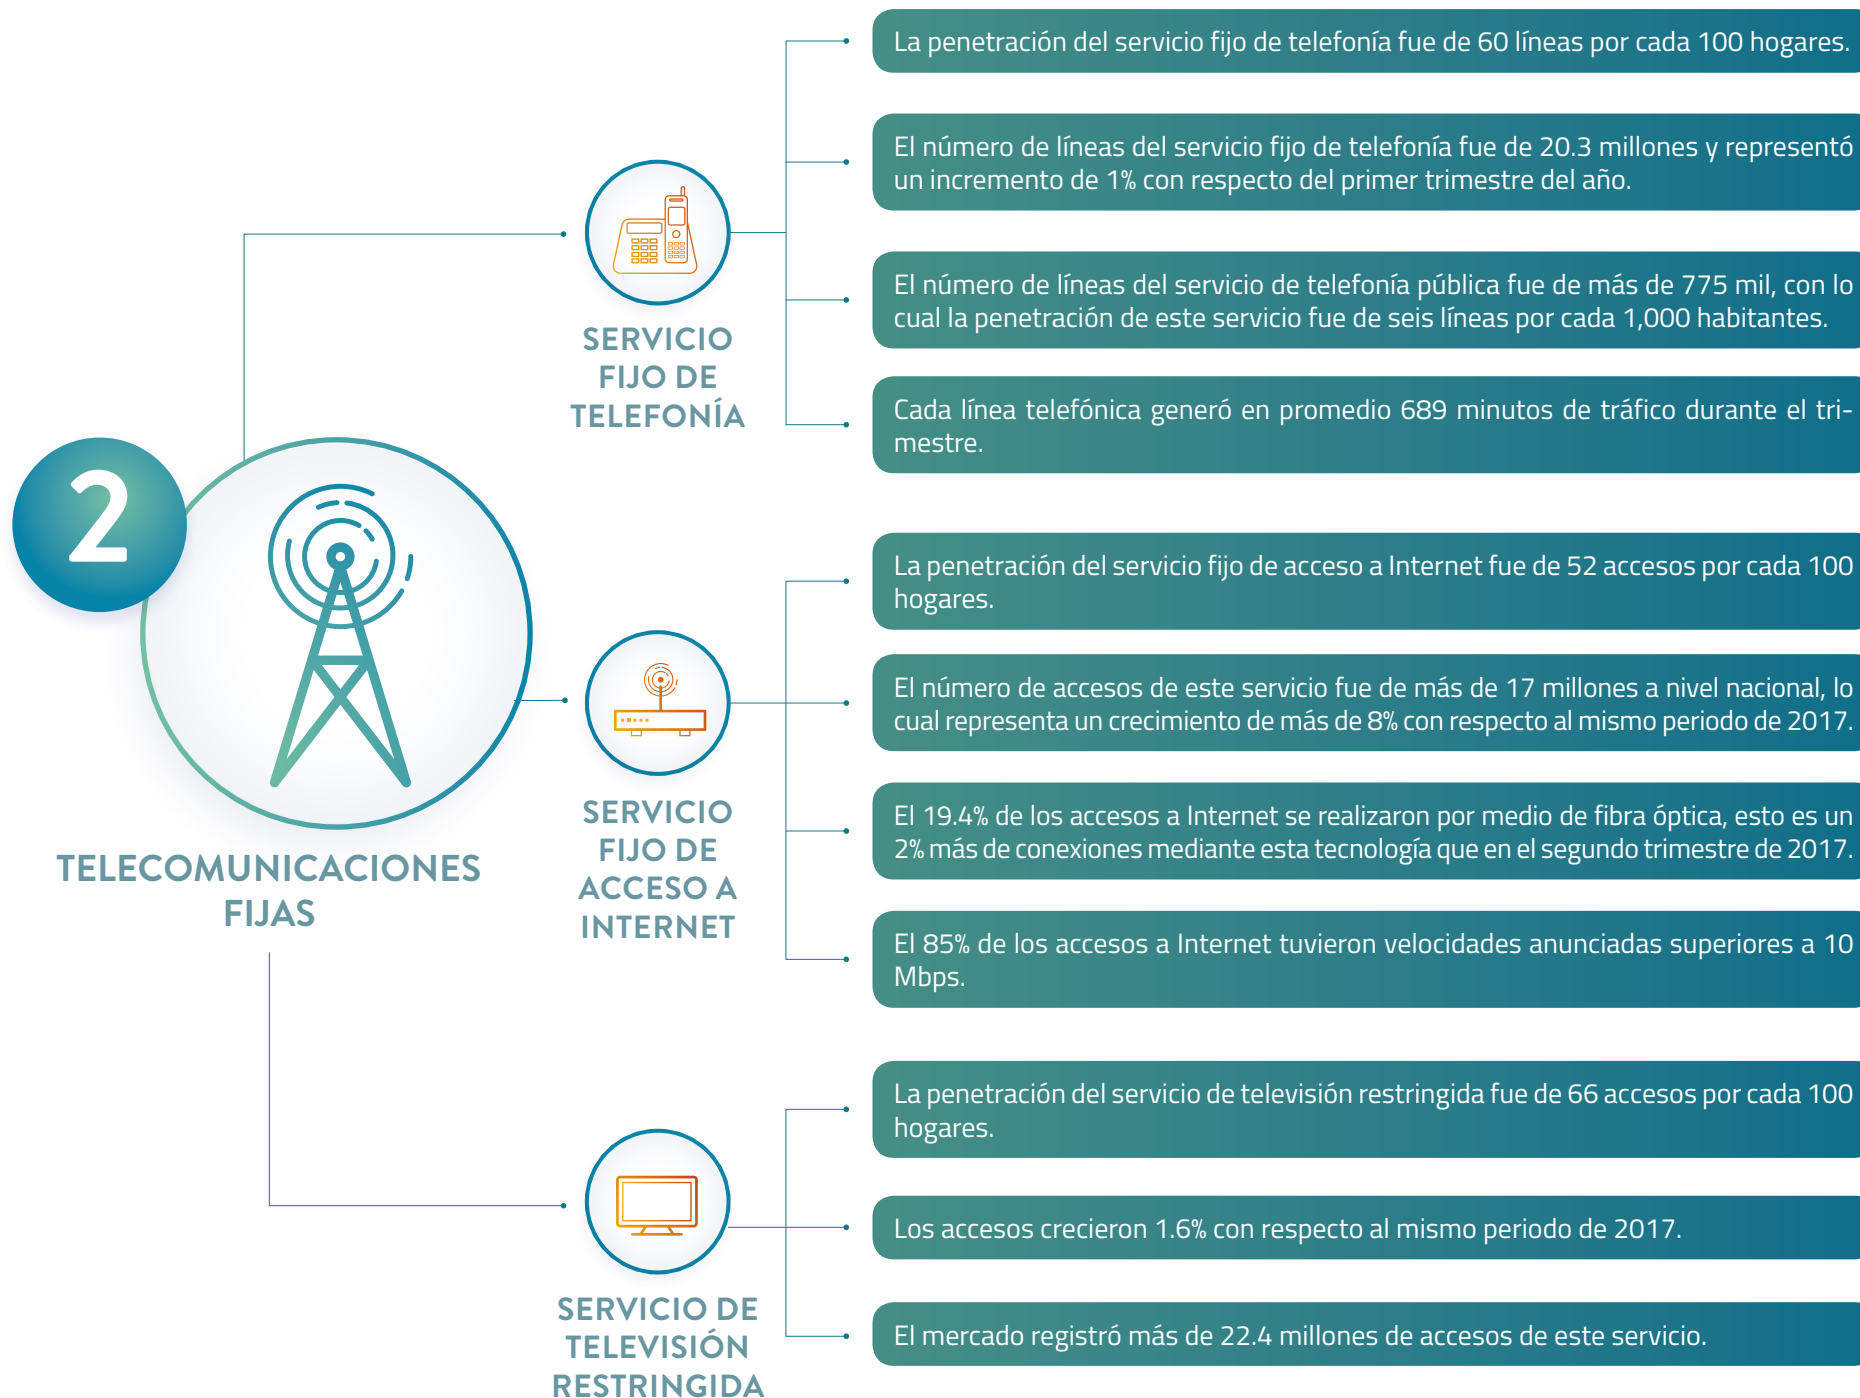 2
TELECOMUNICACIONES
FIJAS
SERVICIO
FIJO DE
TELEFONÍA
La penetración del servicio fijo de telefonía fue de 60 líneas por cada 100 hogares.
El número de líneas del servicio fijo de telefonía fue de 20.3 millones y representó
un incremento de 1% con respecto del primer trimestre del año.
El número de líneas del servicio de telefonía pública fue de más de 775 mil, con lo
cual la penetración de este servicio fue de seis líneas por cada 1,000 habitantes.
Cada línea telefónica generó en promedio 689 minutos de tráfico durante el tri-
mestre.
SERVICIO
FIJO DE
ACCESO A
INTERNET
La penetración del servicio fijo de acceso a Internet fue de 52 accesos por cada 100
hogares.
El número de accesos de este servicio fue de más de 17 millones a nivel nacional, lo
cual representa un crecimiento de más de 8% con respecto al mismo periodo de 2017.
El 19.4% de los accesos a Internet se realizaron por medio de fibra óptica, esto es un
2% más de conexiones mediante esta tecnología que en el segundo trimestre de 2017.
El 85% de los accesos a Internet tuvieron velocidades anunciadas superiores a 10
Mbps.
SERVICIO DE
TELEVISIÓN
RESTRINGIDA
La penetración del servicio de televisión restringida fue de 66 accesos por cada 100
hogares.
Los accesos crecieron 1.6% con respecto al mismo periodo de 2017.
El mercado registró más de 22.4 millones de accesos de este servicio.